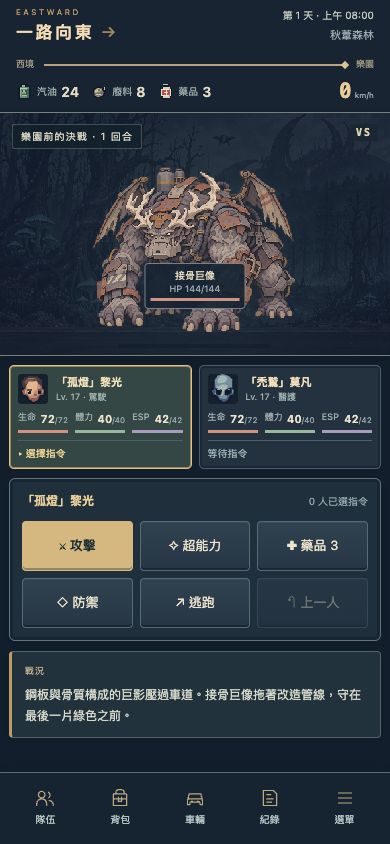 EASTWARD
一路向東 →
第 1 天 · 上午 08:00
秋葦森林
西境
樂園
汽油 24 廢料 8 藥品 3
0 km/h
樂園前的決戰 · 1 回合
VS
接骨巨像
HP 144/144
「孤燈」黎光
Lv. 17 · 駕駛
生命 72/72 體力 40/40 ESP 42/42
▸ 選擇指令
「禿鷲」莫凡
Lv. 17 · 醫護
生命 72/72 體力 40/40 ESP 42/42
等待指令
「孤燈」黎光
0 人已選指令
⚔ 攻擊
✧ 超能力
✚ 藥品 3
◇ 防禦
↗ 逃跑
↰ 上一人
戰況
鋼板與骨質構成的巨影壓過車道。接骨巨像拖著改造管線，守在
最後一片綠色之前。
隊伍
背包
車輛
紀錄
選單